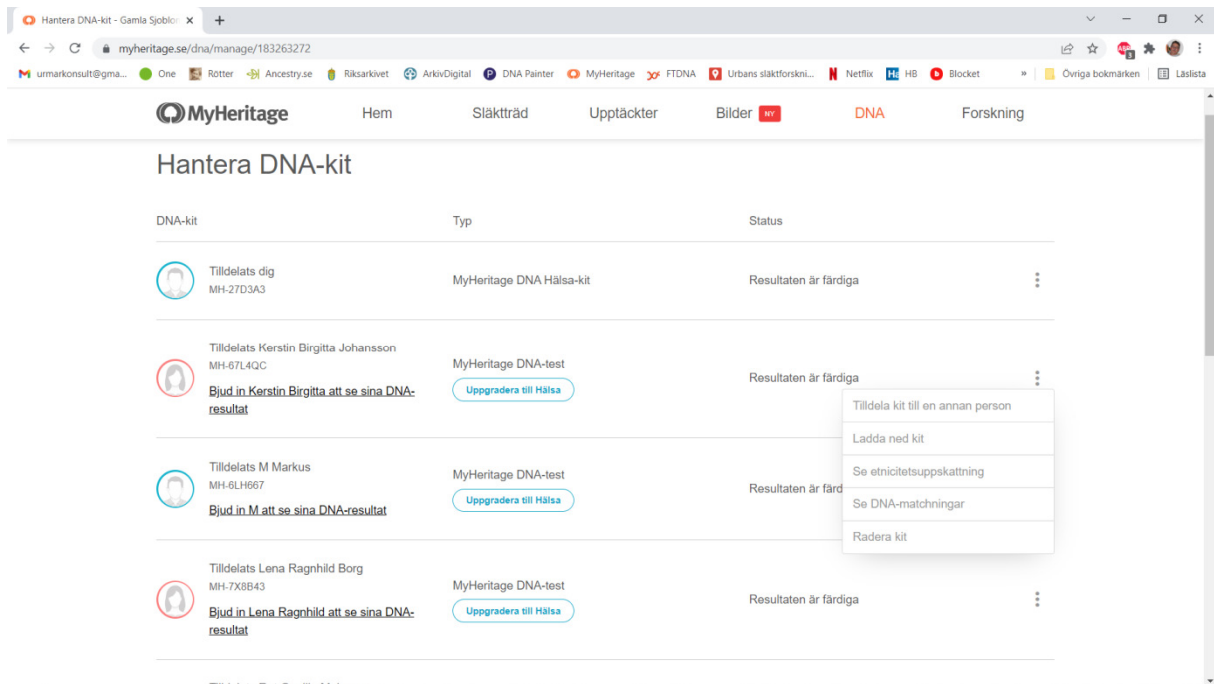 Hantera DNA-kit - Gamla Sjoblor
myheritage.se/dna/manage/183263272
urmarkonsult@gma... One Rötter Ancestry.se Riksarkivet ArkivDigital DNA Painter MyHeritage FTDNA Urbans släktforskni... Netflix HB Blocket » Övriga bokmärken Läslista
MyHeritage Hem Släktträd Upptäckter Bilder NY DNA Forskning
Hantera DNA-kit
DNA-kit Typ Status
Tilldelats dig
MH-27D3A3
MyHeritage DNA Hälsa-kit
Resultaten är färdiga
Tilldelats Kerstin Birgitta Johansson
MH-67L4QC
Bjud in Kerstin Birgitta att se sina DNA-
resultat
MyHeritage DNA-test
Uppgradera till Hälsa
Resultaten är färdiga
Tilldela kit till en annan person
Ladda ned kit
Se etnicitetsuppskattning
Se DNA-matchningar
Radera kit
Tilldelats M Markus
MH-6LH667
Bjud in M att se sina DNA-resultat
MyHeritage DNA-test
Uppgradera till Hälsa
Resultaten är färd
Tilldelats Lena Ragnhild Borg
MH-7X8B43
Bjud in Lena Ragnhild att se sina DNA-
resultat
MyHeritage DNA-test
Uppgradera till Hälsa
Resultaten är färdiga